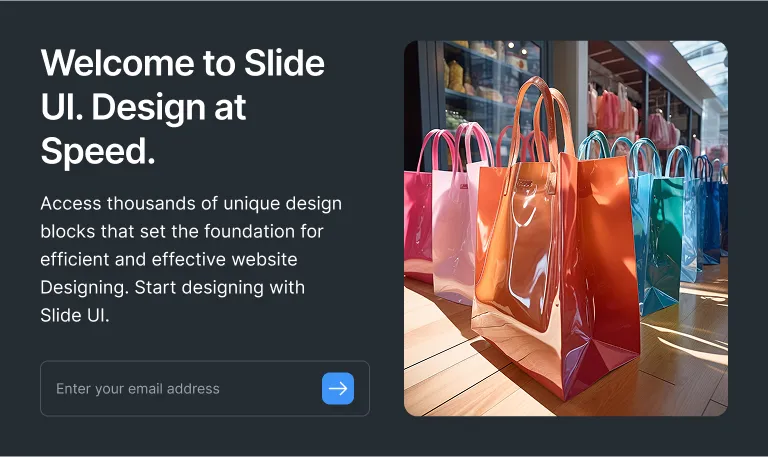 Welcome to Slide
UI. Design at
Speed.
Access thousands of unique design
blocks that set the foundation for
efficient and effective website
Designing. Start designing with
Slide UI.
Enter your email address